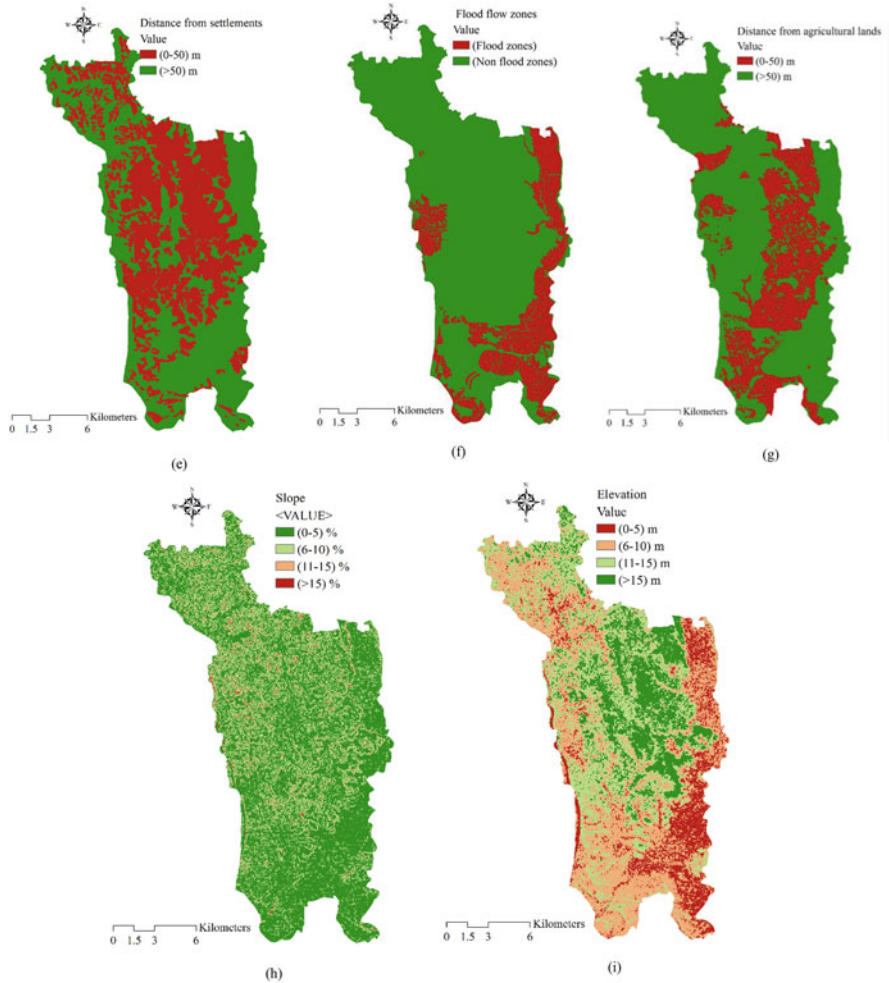 Distance from settlements
Value
(0-50) m
(>50) m
Kilometers
0 1.5 3 6
(e)
Flood flow zones
Value
(Flood zones)
(Non flood zones)
Kilometers
0 1.5 3 6
(f)
Distance from agricultural lands
Value
(0-50) m
(>50) m
Kilometers
0 1.5 3 6
(g)
Slope
<VALUE>
(0-5) %
(6-10) %
(11-15) %
(>15) %
Kilometers
0 1.5 3 6
(h)
N
W E
Elevation
Value
(0-5) m
(6-10) m
(11-15) m
(>15) m
Kilometers
0 1.5 3 6
(i)